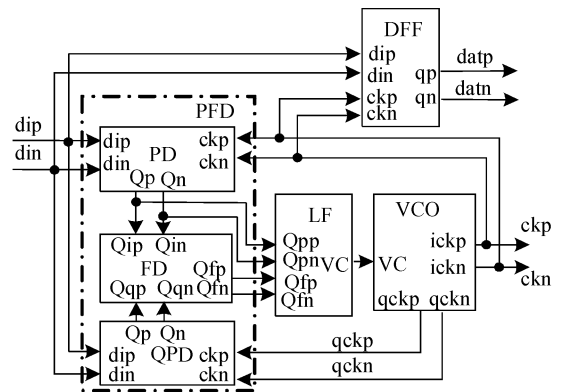 DFF
dip
din
qp
qn
ckp
ckn
datp
datn
PFD
dip
din
dip
din
PD
ckp
ckn
Qp Qn
Qip Qin
FD
Qfp
Qfn
Qqp Qqn
LF
Qpp
Qpn
Qfp
Qfn
VC
VCO
VC
ickp
ickn
qckp qckn
ckp
ckn
Qp Qn
QPD
dip
din
ckp
ckn
qckp
qckn